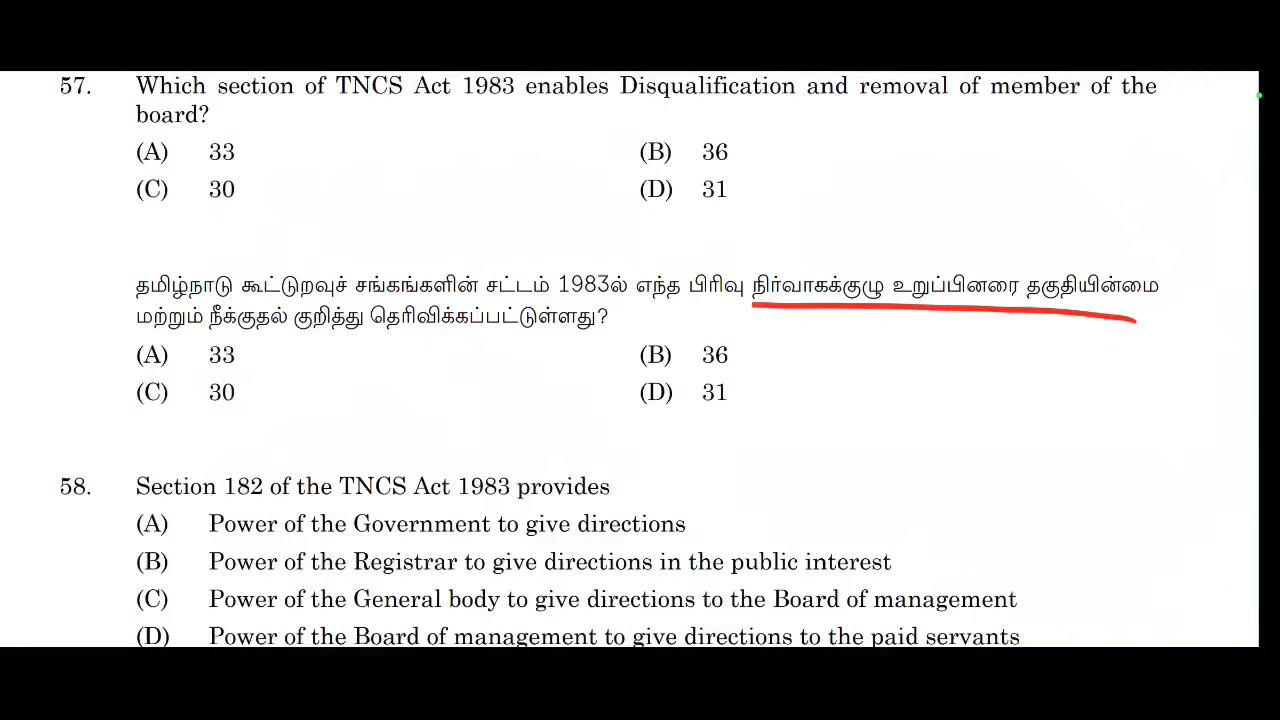 57. Which section of TNCS Act 1983 enables Disqualification and removal of member of the
board?
(A) 33 (B) 36
(C) 30 (D) 31
தமிழ்நாடு கூட்டுறவுச் சங்கங்களின் சட்டம் 1983ல் எந்த பிரிவு நிர்வாகக்குழு உறுப்பினரை தகுதியின்மை
மற்றும் நீக்குதல் குறித்து தெரிவிக்கப்பட்டுள்ளது?
(A) 33 (B) 36
(C) 30 (D) 31
58. Section 182 of the TNCS Act 1983 provides
(A) Power of the Government to give directions
(B) Power of the Registrar to give directions in the public interest
(C) Power of the General body to give directions to the Board of management
(D) Power of the Board of management to give directions to the paid servants